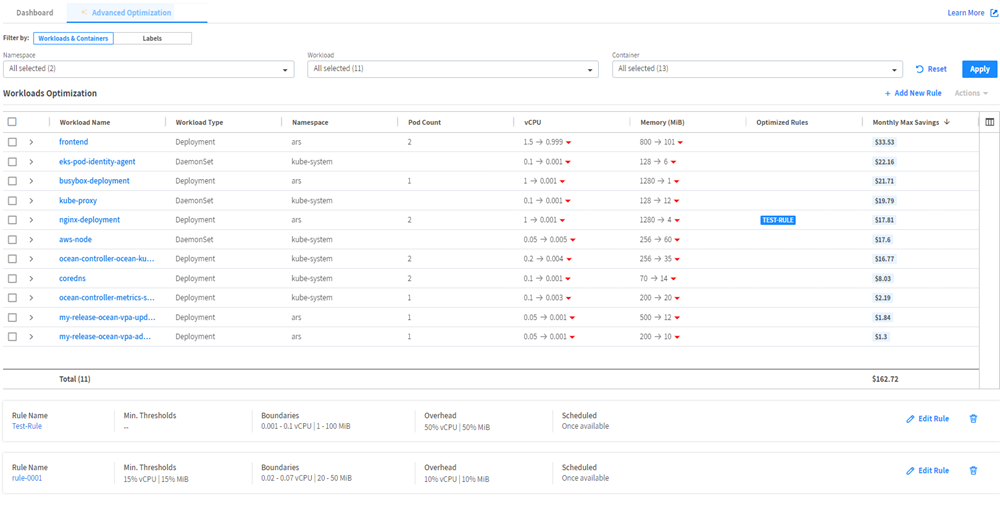 Dashboard Advanced Optimization Learn More
Filter by: Workloads & Containers Labels
Namespace Workload Container
All selected (2) All selected (11) All selected (13) Reset Apply
Workloads Optimization + Add New Rule Actions
Workload Name Workload Type Namespace Pod Count vCPU Memory (MiB) Optimized Rules Monthly Max Savings ↓
frontend Deployment ars 2 1.5 → 0.999 800 → 101 $33.53
eks-pod-identity-agent DaemonSet kube-system 0.1 → 0.001 128 → 6 $22.16
busybox-deployment Deployment ars 1 1 → 0.001 1280 → 1 $21.71
kube-proxy DaemonSet kube-system 0.1 → 0.001 128 → 12 $19.79
nginx-deployment Deployment ars 2 1 → 0.001 1280 → 4 TEST-RULE $17.81
aws-node DaemonSet kube-system 0.05 → 0.005 256 → 60 $17.6
ocean-controller-ocean-ku... Deployment kube-system 2 0.2 → 0.004 256 → 35 $16.77
coredns Deployment kube-system 2 0.1 → 0.001 70 → 14 $8.03
ocean-controller-metrics-s... Deployment kube-system 1 0.1 → 0.003 200 → 20 $2.19
my-release-ocean-vpa-upd... Deployment ars 1 0.05 → 0.001 500 → 12 $1.84
my-release-ocean-vpa-ad... Deployment ars 1 0.05 → 0.001 200 → 10 $1.3
Total (11) $162.72
Rule Name Min. Thresholds Boundaries Overhead Scheduled
Test-Rule -- 0.001 - 0.1 vCPU | 1 - 100 MiB 50% vCPU | 50% MiB Once available Edit Rule
Rule Name Min. Thresholds Boundaries Overhead Scheduled
rule-0001 15% vCPU | 15% MiB 0.02 - 0.07 vCPU | 20 - 50 MiB 10% vCPU | 10% MiB Once available Edit Rule